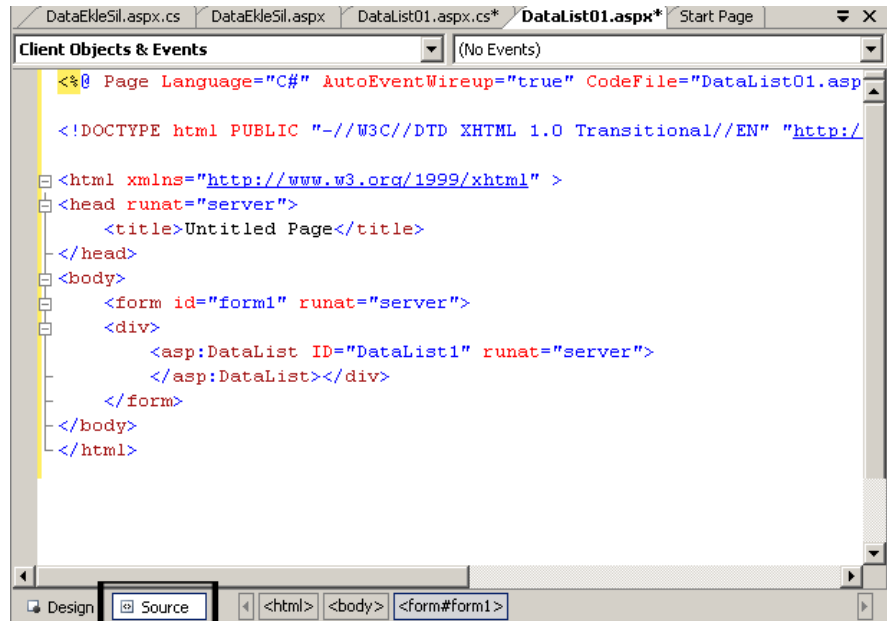 DataEkleSil.aspx.cs DataEkleSil.aspx DataList01.aspx.cs* DataList01.aspx* Start Page
Client Objects & Events (No Events)
<%@ Page Language="C#" AutoEventWireup="true" CodeFile="DataList01.asp
<!DOCTYPE html PUBLIC "-//W3C//DTD XHTML 1.0 Transitional//EN" "http:/
<html xmlns="http://www.w3.org/1999/xhtml" >
<head runat="server">
<title>Untitled Page</title>
</head>
<body>
<form id="form1" runat="server">
<div>
<asp:DataList ID="DataList1" runat="server">
</asp:DataList></div>
</form>
</body>
</html>
Design Source <html> <body> <form#form1>